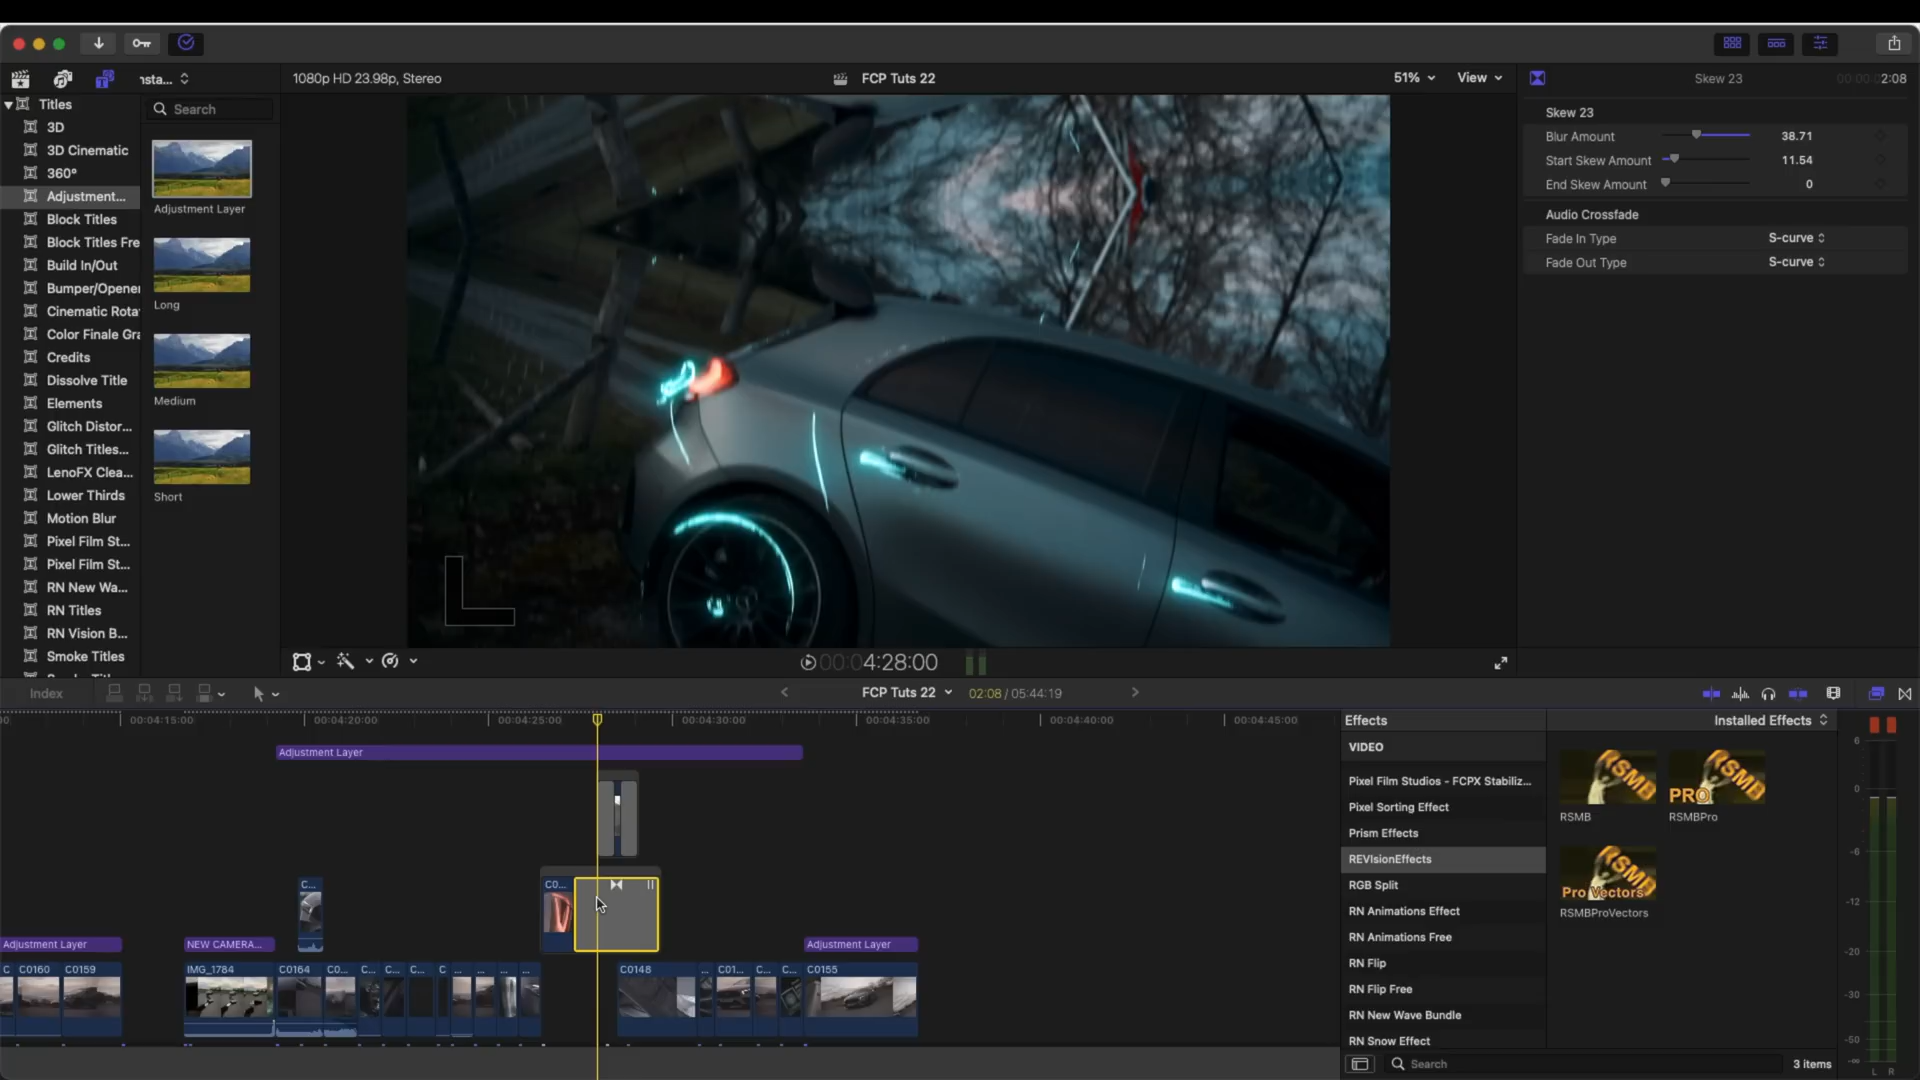 nsta...
1080p HD 23.98p, Stereo
FCP Tuts 22
51%
View
Skew 23
00:00:02:08
Titles
Search
3D
3D Cinematic
360°
Adjustment...
Block Titles
Block Titles Fre
Build In/Out
Bumper/Opener
Cinematic Rota
Color Finale Gra
Credits
Dissolve Title
Elements
Glitch Distor...
Glitch Titles...
LenoFX Clea...
Lower Thirds
Motion Blur
Pixel Film St...
Pixel Film St...
RN New Wa...
RN Titles
RN Vision B...
Smoke Titles
Adjustment Layer
Long
Medium
Short
Skew 23
Blur Amount 38.71
Start Skew Amount 11.54
End Skew Amount 0
Audio Crossfade
Fade In Type S-curve
Fade Out Type S-curve
00:04:28:00
Index
FCP Tuts 22
02:08 / 05:44:19
00:04:15:00
00:04:20:00
00:04:25:00
00:04:30:00
00:04:35:00
00:04:40:00
00:04:45:00
Adjustment Layer
C...
C0...
Adjustment Layer
NEW CAMERA...
Adjustment Layer
C
C0160
C0159
IMG_1784
C0164
C0...
C...
C...
C...
C
...
...
...
...
C0148
...
C01...
C...
C...
C0155
Effects
Installed Effects
VIDEO
Pixel Film Studios - FCPX Stabiliz...
Pixel Sorting Effect
Prism Effects
REVisionEffects
RGB Split
RN Animations Effect
RN Animations Free
RN Flip
RN Flip Free
RN New Wave Bundle
RN Snow Effect
RSMB
RSMB
RSMB
PRO
RSMBPro
RSMB
Pro Vectors
RSMBProVectors
Search
3 items
6
0
-6
-12
-20
-30
-50
-∞
L R